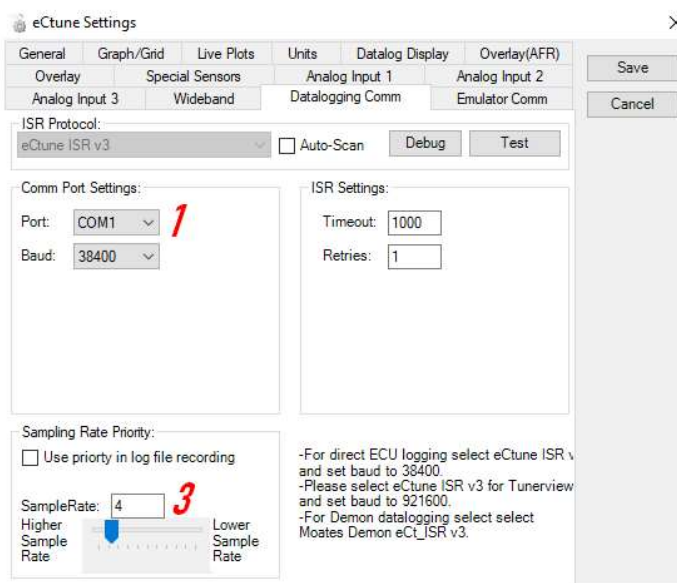 eCtune Settings
General Graph/Grid Live Plots Units Datalog Display Overlay(AFR)
Overlay Special Sensors Analog Input 1 Analog Input 2
Analog Input 3 Wideband Datalogging Comm Emulator Comm
Save
Cancel
ISR Protocol:
eCtune ISR v3 Auto-Scan Debug Test
Comm Port Settings:
Port: COM1 1
Baud: 38400
ISR Settings:
Timeout: 1000
Retries: 1
Sampling Rate Priority:
Use priorty in log file recording
SampleRate: 4 3
Higher
Sample
Rate
Lower
Sample
Rate
-For direct ECU logging select eCtune ISR v
and set baud to 38400.
-Please select eCtune ISR v3 for Tunerview
and set baud to 921600.
-For Demon datalogging select select
Moates Demon eCt_ISR v3.